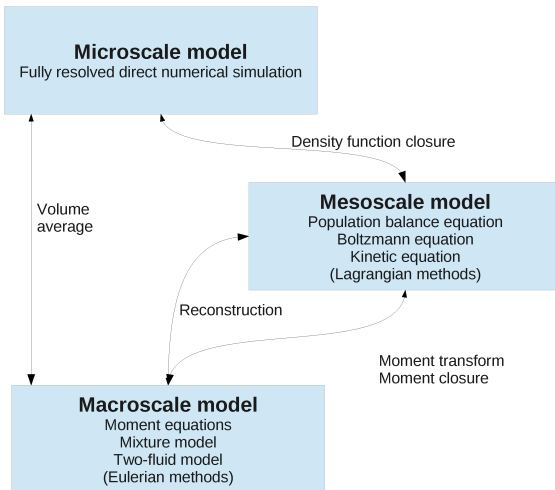 Microscale model
Fully resolved direct numerical simulation
Density function closure
Volume
average
Mesoscale model
Population balance equation
Boltzmann equation
Kinetic equation
(Lagrangian methods)
Reconstruction
Moment transform
Moment closure
Macroscale model
Moment equations
Mixture model
Two-fluid model
(Eulerian methods)